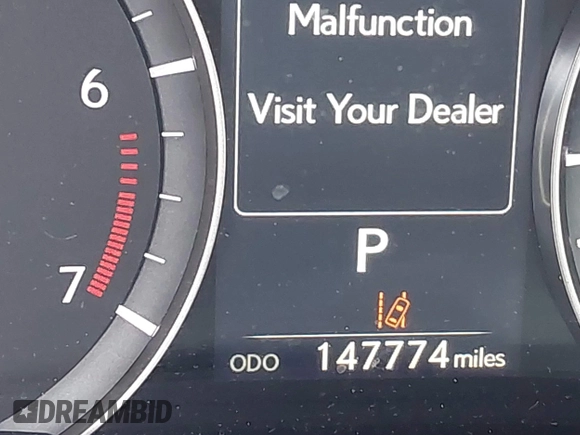 Malfunction
Visit Your Dealer
6
7
P
ODO 147774 miles
DREAMBID